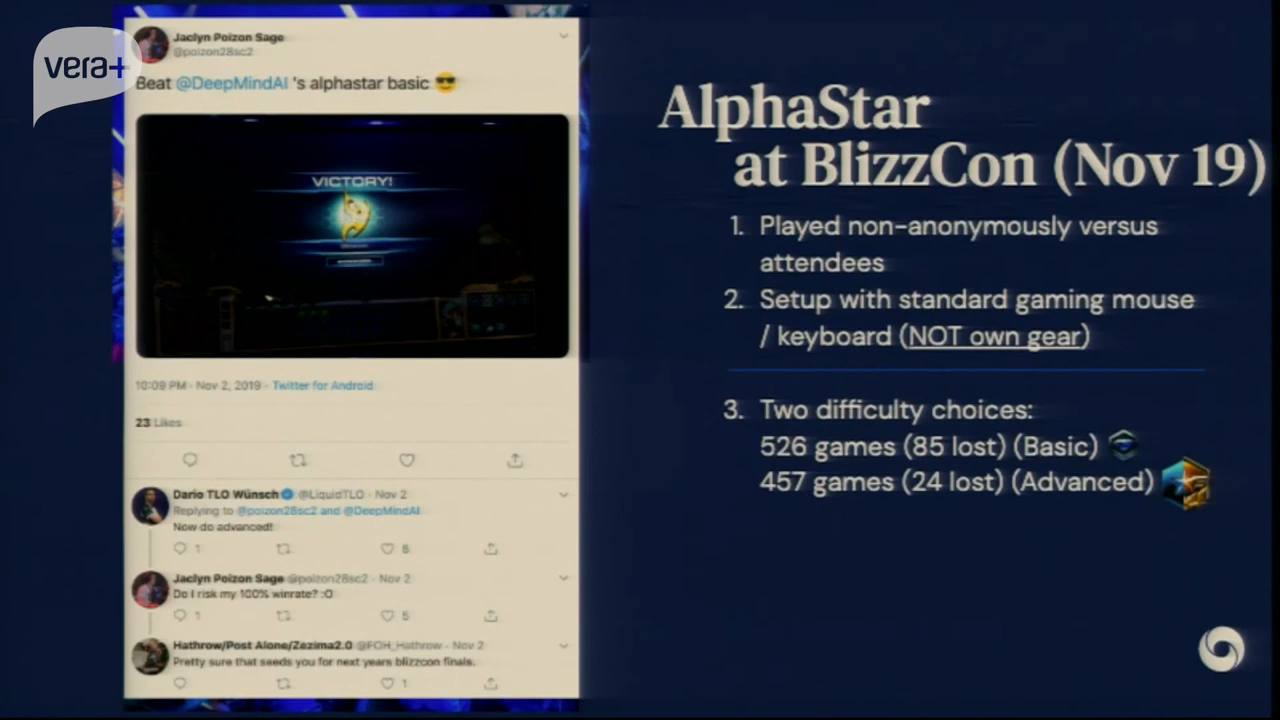 vera+
Jaclyn Poizon Sage
@poizon28sc2
Beat @DeepMindAI 's alphastar basic 😎
VICTORY!
10:09 PM · Nov 2, 2019 · Twitter for Android
23 Likes
Dario TLO Wünsch @LiquidTLO · Nov 2
Replying to @poizon28sc2 and @DeepMindAI
Now do advanced!
1
6
Jaclyn Poizon Sage @poizon28sc2 · Nov 2
Do I risk my 100% winrate? :O
1
5
Hathrow/Post Alone/Zezima2.0 @FOH_Hathrow · Nov 2
Pretty sure that seeds you for next years blizzcon finals.
1
AlphaStar
at BlizzCon (Nov 19)
1. Played non-anonymously versus
attendees
2. Setup with standard gaming mouse
/ keyboard (NOT own gear)
3. Two difficulty choices:
526 games (85 lost) (Basic)
457 games (24 lost) (Advanced)